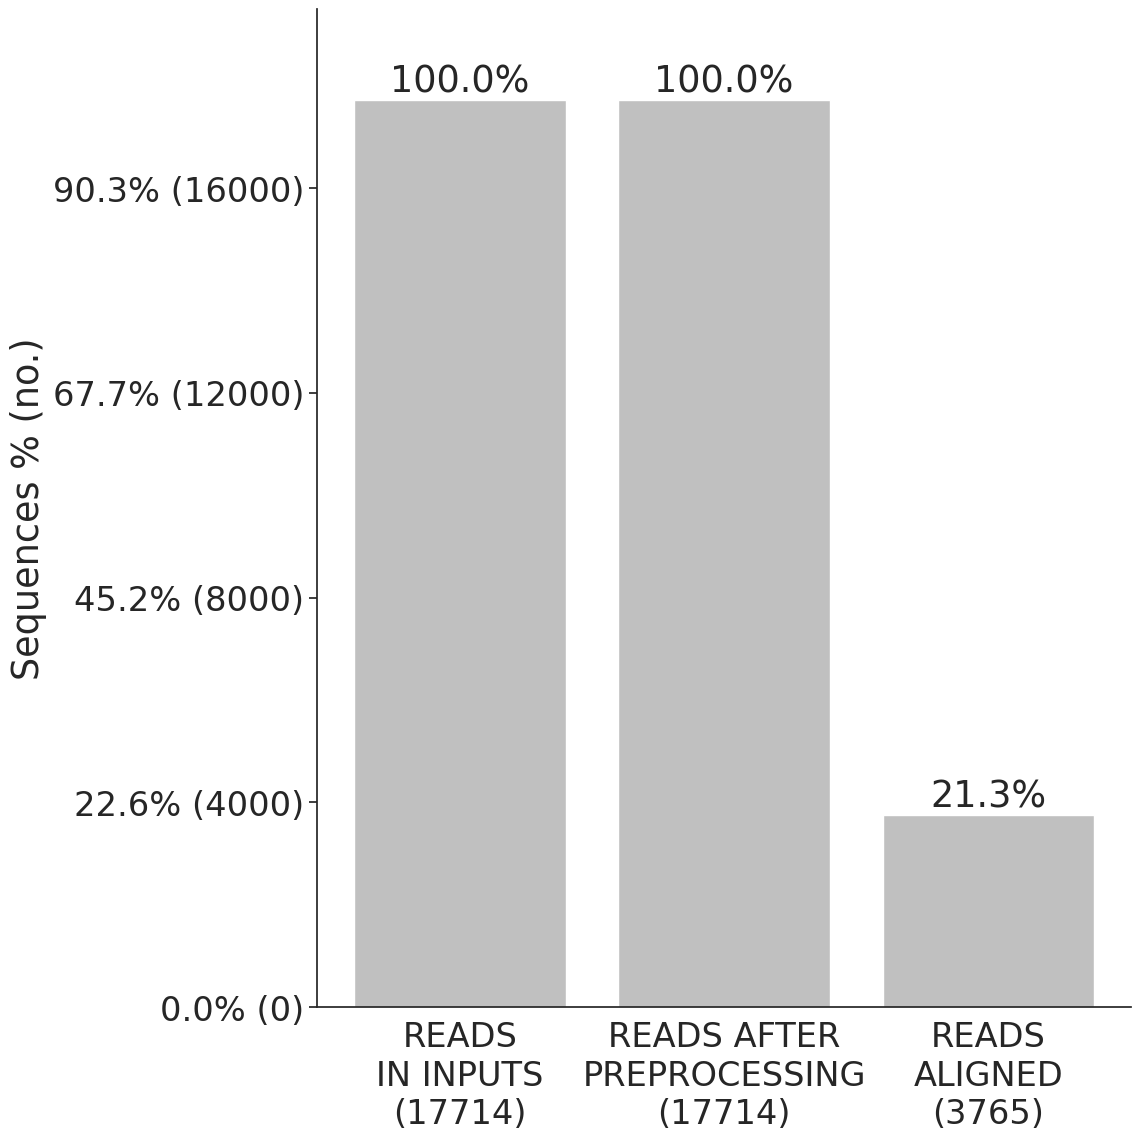 100.0%
100.0%
90.3% (16000)
67.7% (12000)
Sequences % (no.)
45.2% (8000)
22.6% (4000)
21.3%
0.0% (0)
READS
IN INPUTS
(17714)
READS AFTER
PREPROCESSING
(17714)
READS
ALIGNED
(3765)